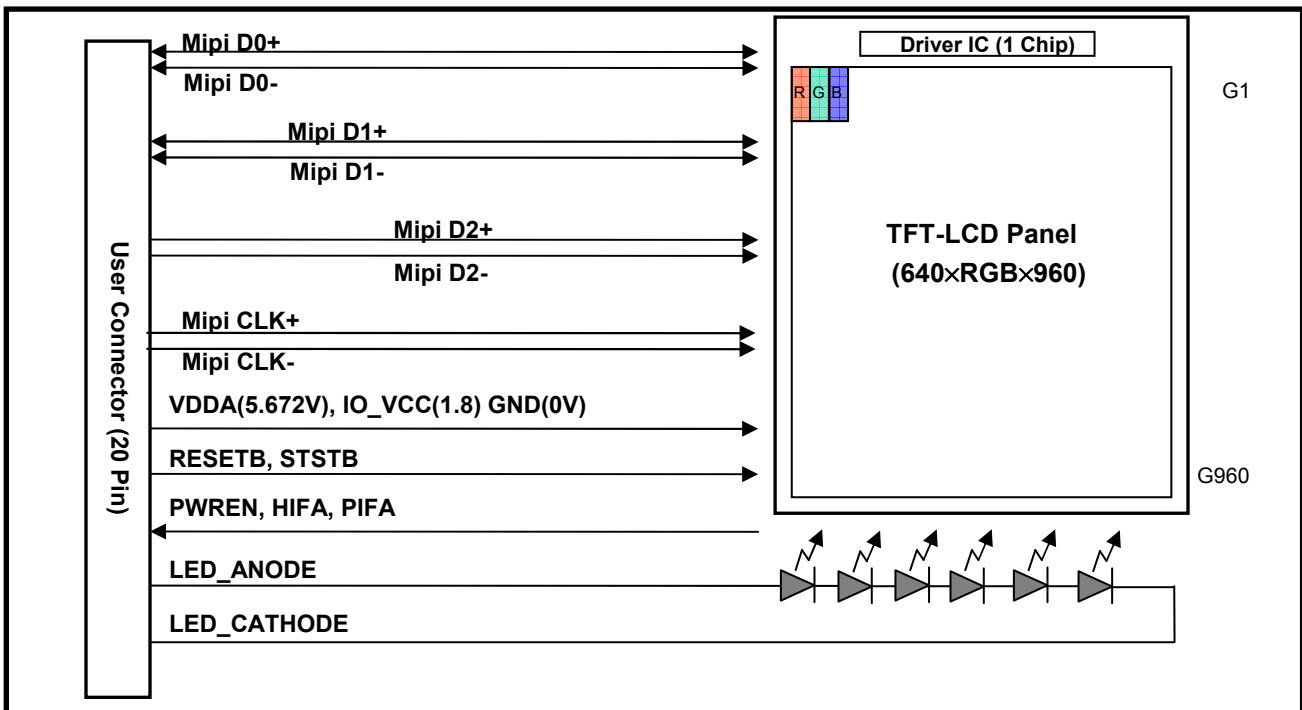 Mipi D0+
Mipi D0-
Mipi D1+
Mipi D1-
Mipi D2+
Mipi D2-
Mipi CLK+
Mipi CLK-
VDDA(5.672V), IO_VCC(1.8) GND(0V)
RESETB, STSTB
PWREN, HIFA, PIFA
LED_ANODE
LED_CATHODE
User Connector (20 Pin)
Driver IC (1 Chip)
R G B
G1
TFT-LCD Panel
(640×RGB×960)
G960